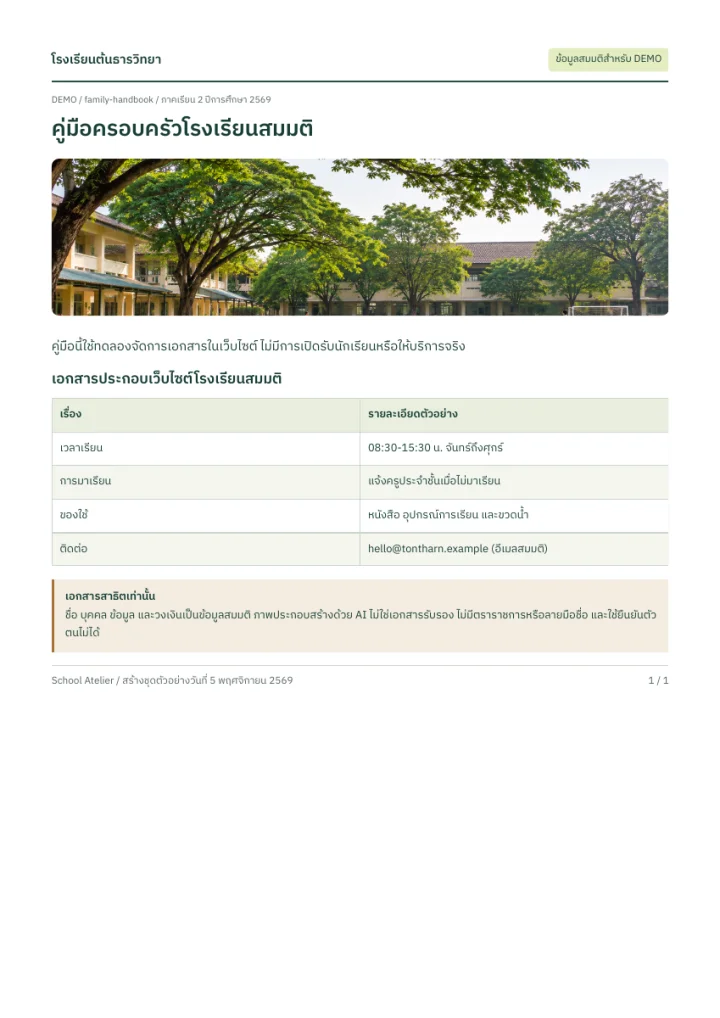 โรงเรียนต้นธารวิทยา
ข้อมูลสมมติสำหรับ DEMO
DEMO / family-handbook / ภาคเรียน 2 ปีการศึกษา 2569
คู่มือครอบครัวโรงเรียนสมมติ
คู่มือนี้ใช้ทดลองจัดการเอกสารในเว็บไซต์ ไม่มีการเปิดรับนักเรียนหรือให้บริการจริง
เอกสารประกอบเว็บไซต์โรงเรียนสมมติ
เรื่อง รายละเอียดตัวอย่าง
เวลาเรียน 08:30-15:30 น. จันทร์ถึงศุกร์
การมาเรียน แจ้งครูประจำชั้นเมื่อไม่มาเรียน
ของใช้ หนังสือ อุปกรณ์การเรียน และขวดน้ำ
ติดต่อ hello@tontharn.example (อีเมลสมมติ)
เอกสารสาธิตเท่านั้น
ชื่อ บุคคล ข้อมูล และวงเงินเป็นข้อมูลสมมติ ภาพประกอบสร้างด้วย AI ไม่ใช่เอกสารรับรอง ไม่มีตราราชการหรือลายมือชื่อ และใช้ยืนยันตัว
ตนไม่ได้
School Atelier / สร้างชุดตัวอย่างวันที่ 5 พฤศจิกายน 2569
1 / 1